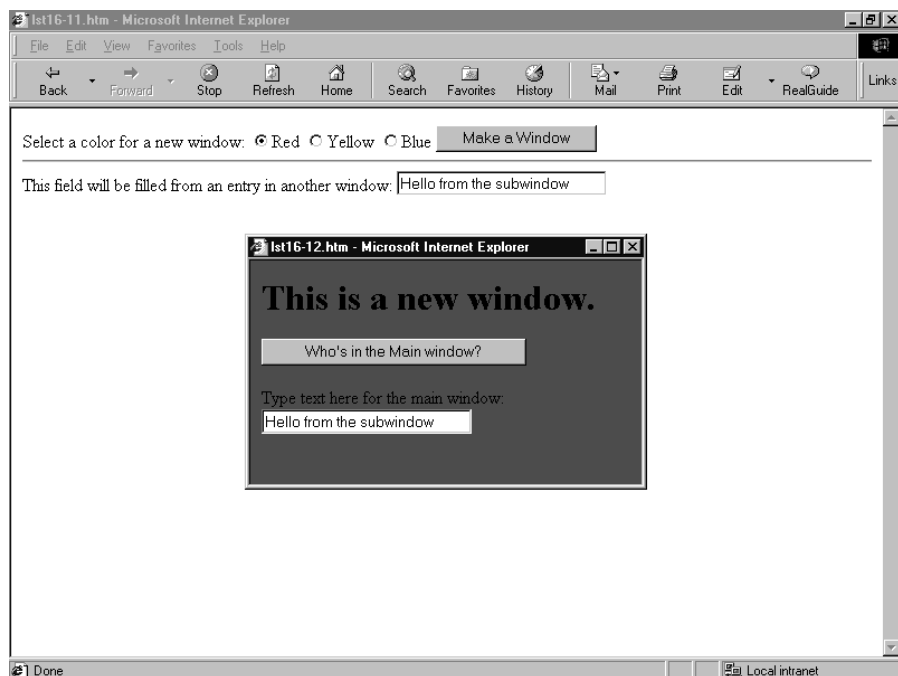 lst16-11.htm - Microsoft Internet Explorer
File Edit View Favorites Tools Help
Back Forward Stop Refresh Home Search Favorites History Mail Print Edit RealGuide Links
Select a color for a new window: Red Yellow Blue Make a Window
This field will be filled from an entry in another window: Hello from the subwindow
lst16-12.htm - Microsoft Internet Explorer
This is a new window.
Who's in the Main window?
Type text here for the main window:
Hello from the subwindow
Done Local intranet